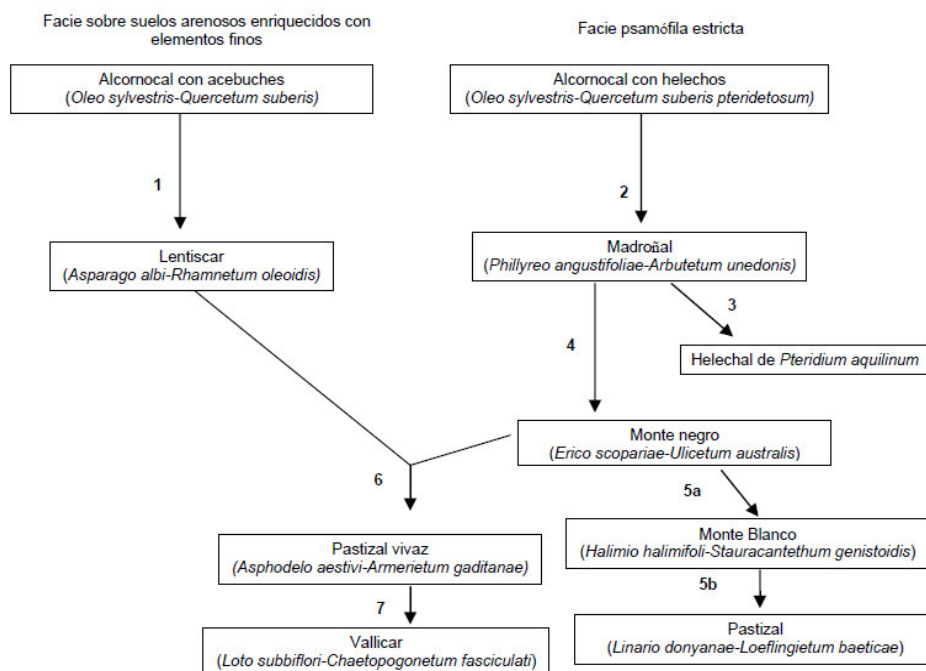 Facie sobre suelos arenosos enriquecidos con
elementos finos
Facie psamófila estricta
Alcornocal con acebuches
(Oleo sylvestris-Quercetum suberis)
Alcornocal con helechos
(Oleo sylvestris-Quercetum suberis pteridetosum)
1
2
Lentiscar
(Asparago albi-Rhamnetum oleoidis)
Madroñal
(Phillyreo angustifoliae-Arbutetum unedonis)
3
4
Helechal de Pteridium aquilinum
Monte negro
(Erico scopariae-Ulicetum australis)
6
5a
Pastizal vivaz
(Asphodelo aestivi-Armerietum gaditanae)
Monte Blanco
(Halimio halimifoli-Stauracantethum genistoidis)
7
5b
Vallicar
(Loto subbiflori-Chaetopogonetum fasciculati)
Pastizal
(Linario donyanae-Loeflingietum baeticae)